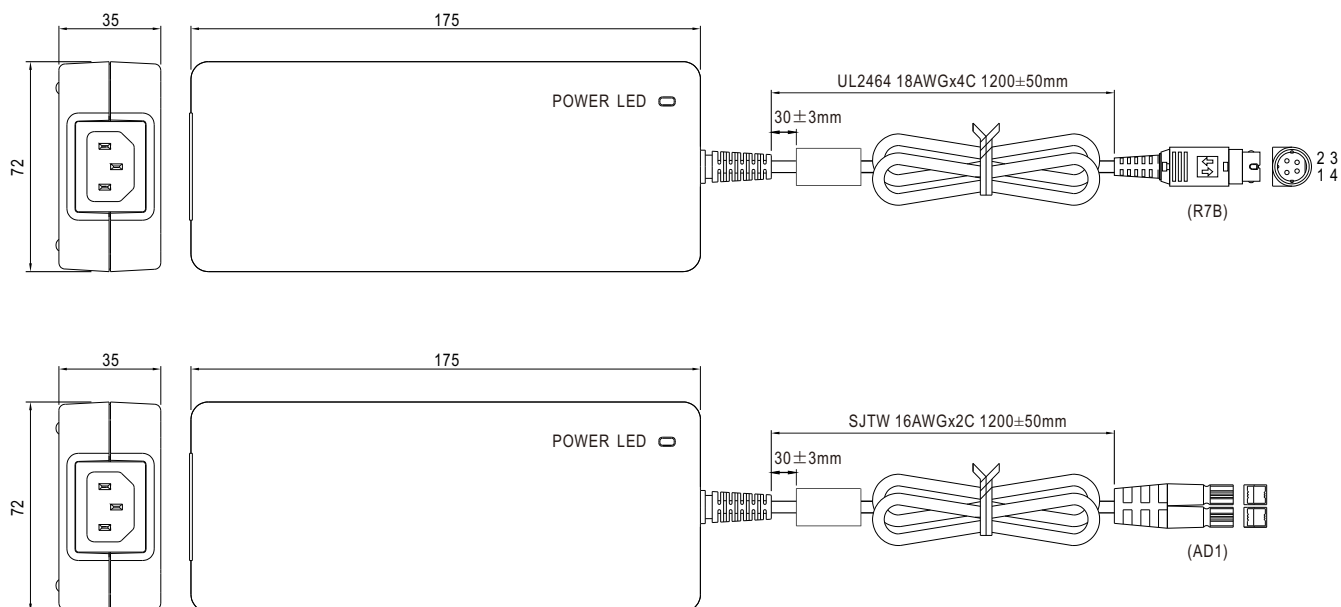 35
175
72
POWER LED
UL2464 18AWGx4C 1200±50mm
30±3mm
2 3
1 4
(R7B)
35
175
72
POWER LED
SJTW 16AWGx2C 1200±50mm
30±3mm
(AD1)